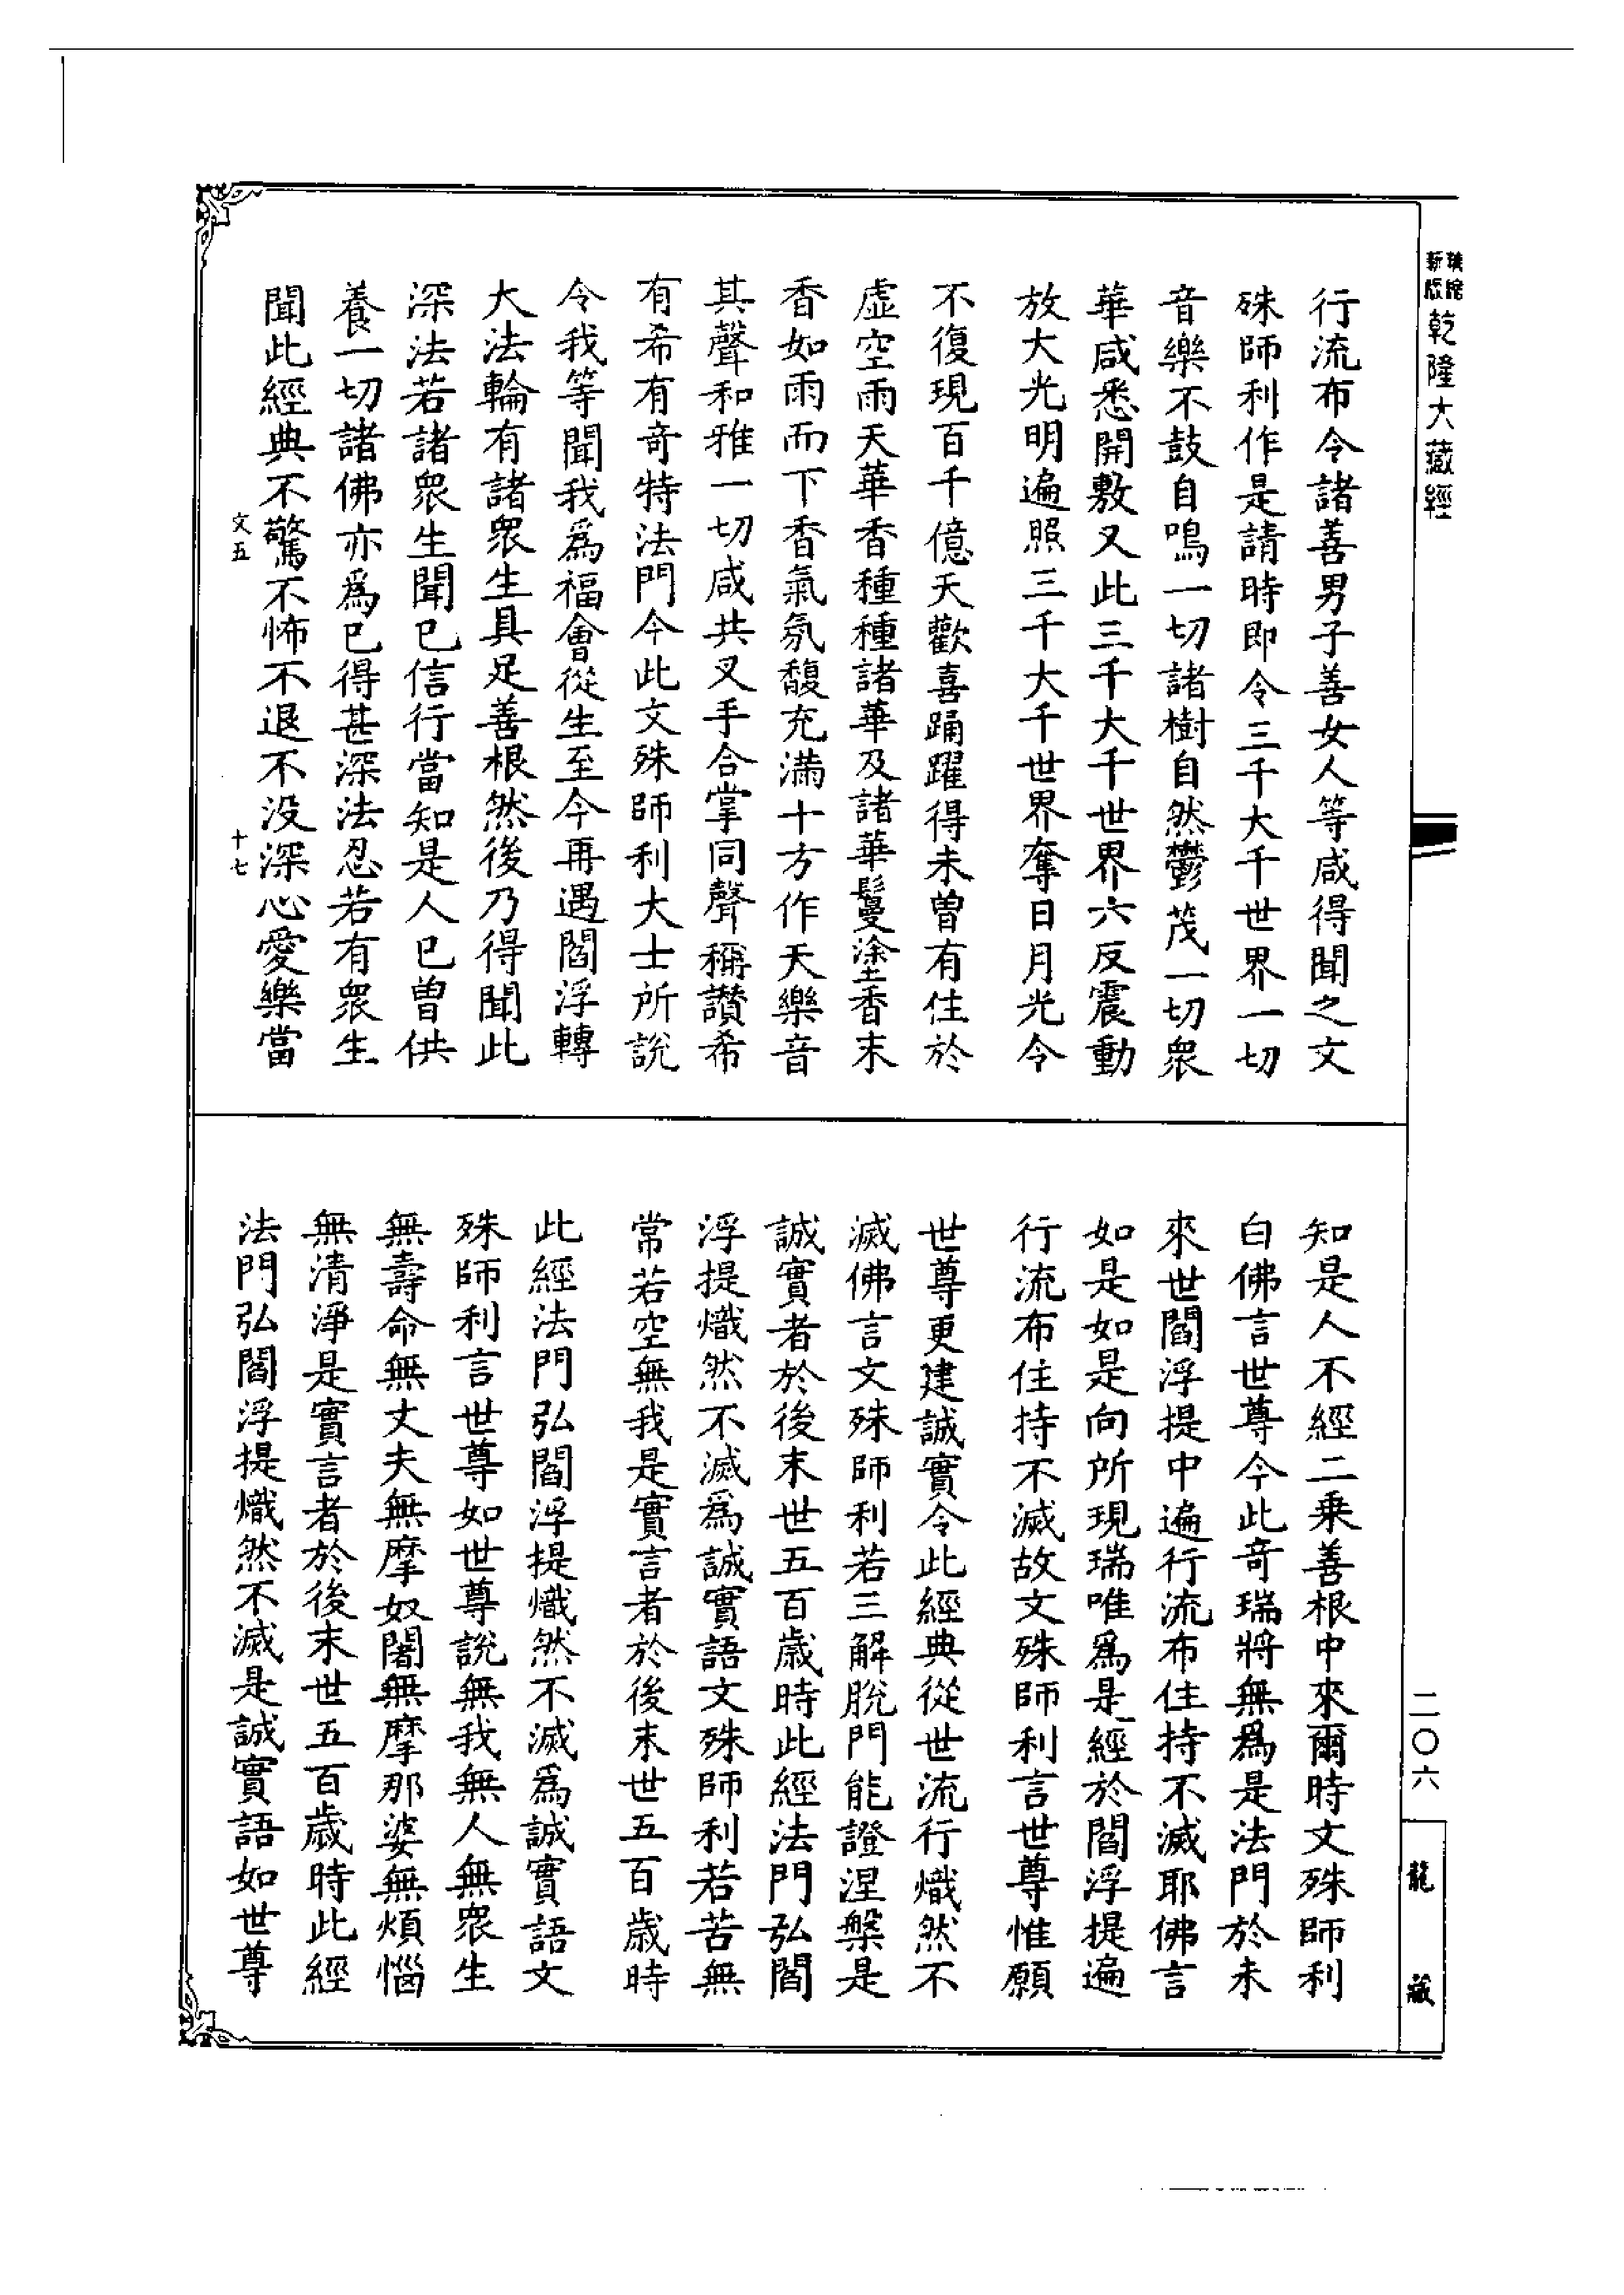 乾隆大藏經
行流布令諸善男子善女人等咸得聞之文
殊師利作是請時即令三千大千世界一切
音樂不鼓自鳴一切諸樹自然鬱茂一切衆
華咸悉開敷又此三千大千世界六反震動
放大光明遍照三千大千世界奪日月光令
不復現百千億天歡喜踊躍得未曾有住於
虛空雨天華香種種諸華及諸華鬘塗香末
香如雨而下香氣氛馥充滿十方作天樂音
其聲和雅一切咸共叉手合掌同聲稱讚希
有希有奇特法門今此文殊師利大士所說
令我等聞我爲福會從生至今再遇閻浮轉
大法輪有諸衆生具足善根然後乃得聞此
深法若諸衆生聞已信行當知是人已曾供
養一切諸佛亦爲已得甚深法忍若有衆生
聞此經典不驚不怖不退不没深心愛樂當
文五
十七
知是人不經二乗善根中來爾時文殊師利
白佛言世尊今此奇瑞將無爲是法門於未
來世閻浮提中遍行流布住持不滅耶佛言
如是如是向所現瑞唯爲是經於閻浮提遍
行流布住持不滅故文殊師利言世尊惟願
世尊更建誠實令此經典從世流行熾然不
滅佛言文殊師利若三解脫門能證涅槃是
誠實者於後末世五百歲時此經法門弘閻
浮提熾然不滅爲誠實語文殊師利若苦無
常若空無我是實言者於後末世五百歲時
此經法門弘閻浮提熾然不滅爲誠實語文
殊師利言世尊如世尊說無我無人無衆生
無壽命無丈夫無摩奴闍無摩那婆無煩惱
無清淨是實言者於後末世五百歲時此經
法門弘閻浮提熾然不滅是誠實語如世尊
二〇六
龍藏